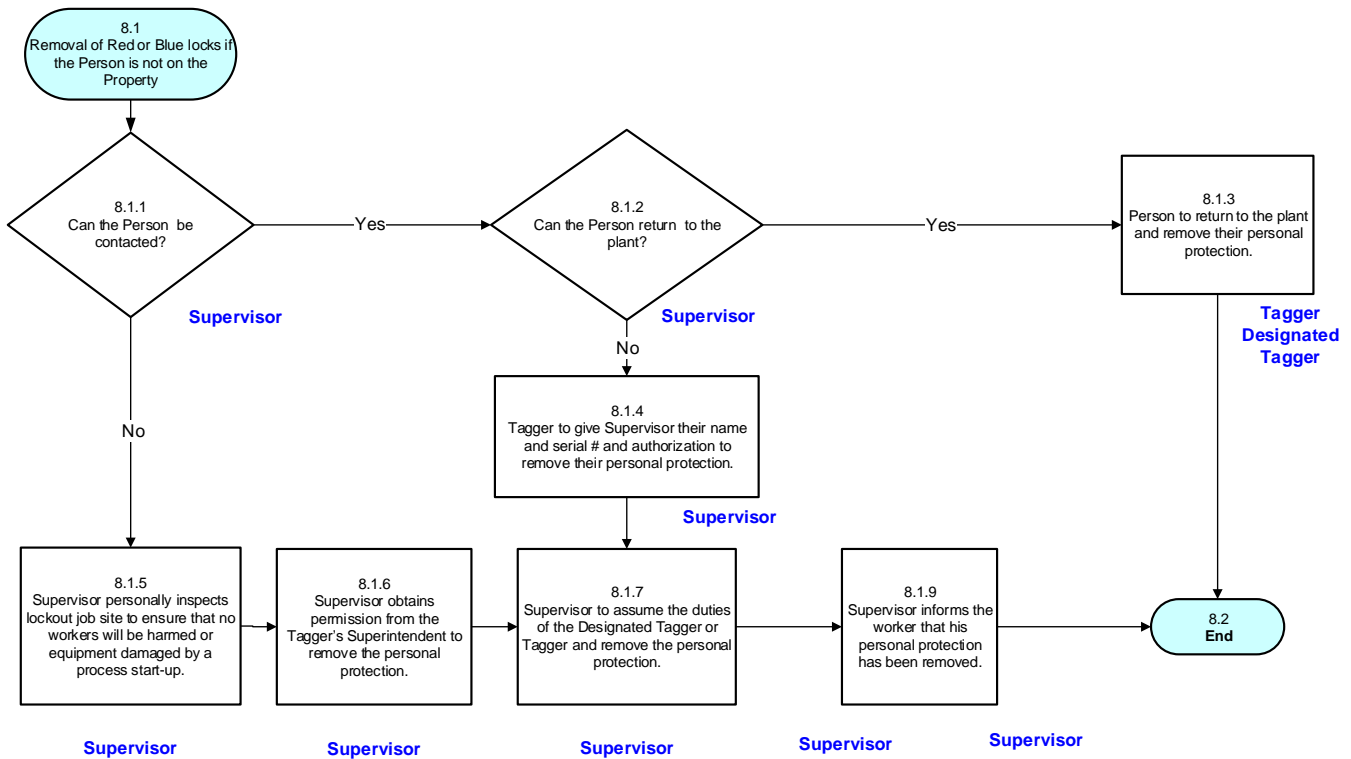 8.1
Removal of Red or Blue locks if
the Person is not on the
Property
8.1.1
Can the Person be
contacted?
Yes
8.1.2
Can the Person return to the
plant?
Yes
8.1.3
Person to return to the plant
and remove their personal
protection.
Supervisor
Supervisor
Tagger
Designated
Tagger
No
8.1.4
Tagger to give Supervisor their name
and serial # and authorization to
remove their personal protection.
No
Supervisor
8.1.5
Supervisor personally inspects
lockout job site to ensure that no
workers will be harmed or
equipment damaged by a
process start-up.
8.1.6
Supervisor obtains
permission from the
Tagger's Superintendent to
remove the personal
protection.
8.1.7
Supervisor to assume the duties
of the Designated Tagger or
Tagger and remove the personal
protection.
8.1.9
Supervisor informs the
worker that his
personal protection
has been removed.
8.2
End
Supervisor
Supervisor
Supervisor
Supervisor
Supervisor